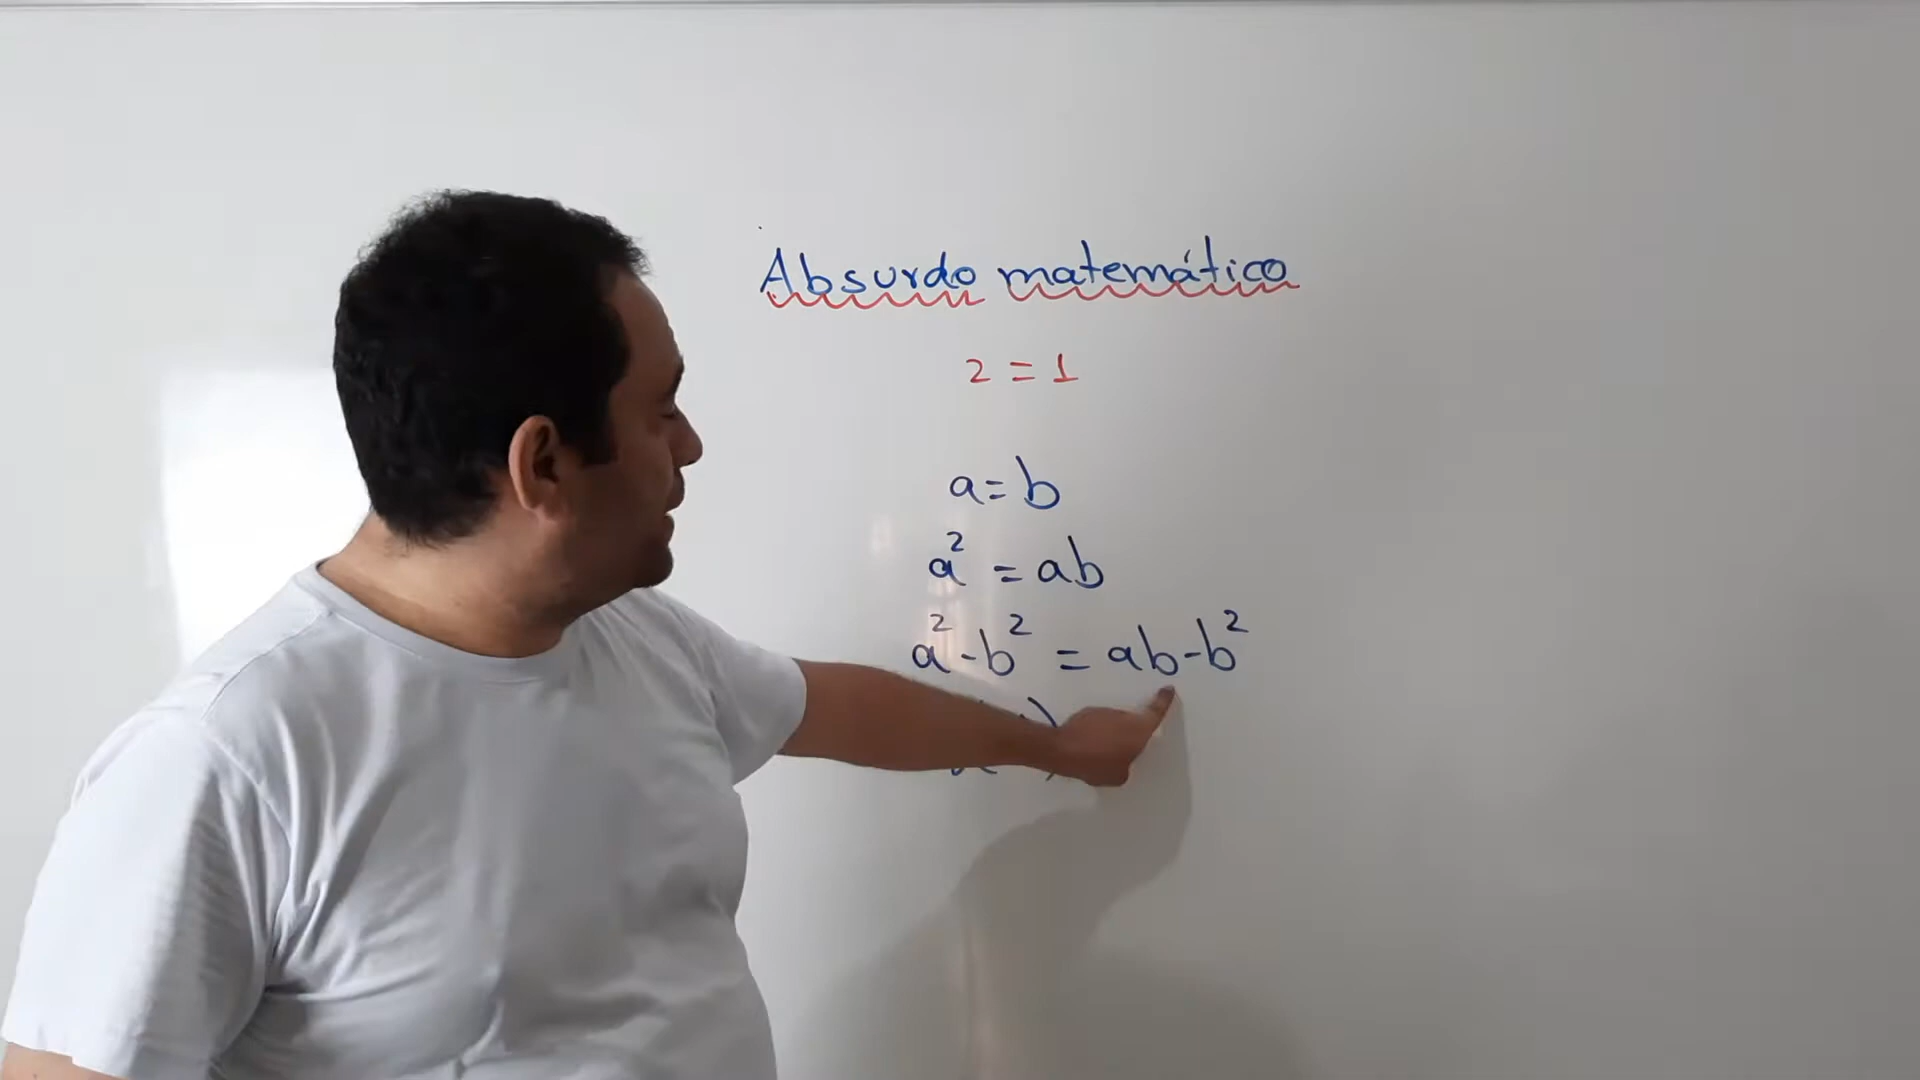 Absurdo matemático
2 = 1
a = b
a² = ab
a² - b² = ab - b²